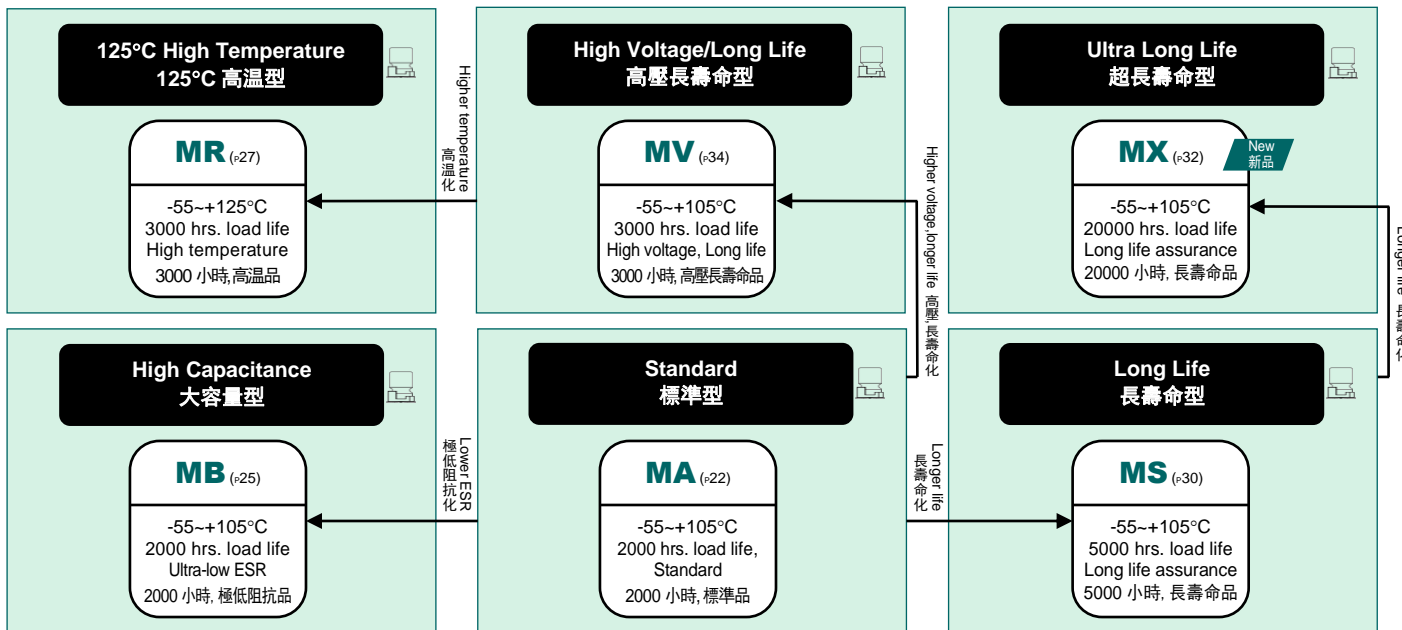 125°C High Temperature
125°C 高温型
MR (P27)
-55~+125°C
3000 hrs. load life
High temperature
3000 小時,高温品
Higher temperature
高温化
High Voltage/Long Life
高壓長壽命型
MV (P34)
-55~+105°C
3000 hrs. load life
High voltage, Long life
3000 小時,高壓長壽命品
Higher voltage,longer life 高壓,長壽命化
Ultra Long Life
超長壽命型
MX (P32)
New
新品
-55~+105°C
20000 hrs. load life
Long life assurance
20000 小時, 長壽命品
Longer life 長壽命化
High Capacitance
大容量型
MB (P25)
-55~+105°C
2000 hrs. load life
Ultra-low ESR
2000 小時, 極低阻抗品
Lower ESR
極低阻抗化
Standard
標準型
MA (P22)
-55~+105°C
2000 hrs. load life,
Standard
2000 小時, 標準品
Longer life
長壽命化
Long Life
長壽命型
MS (P30)
-55~+105°C
5000 hrs. load life
Long life assurance
5000 小時, 長壽命品